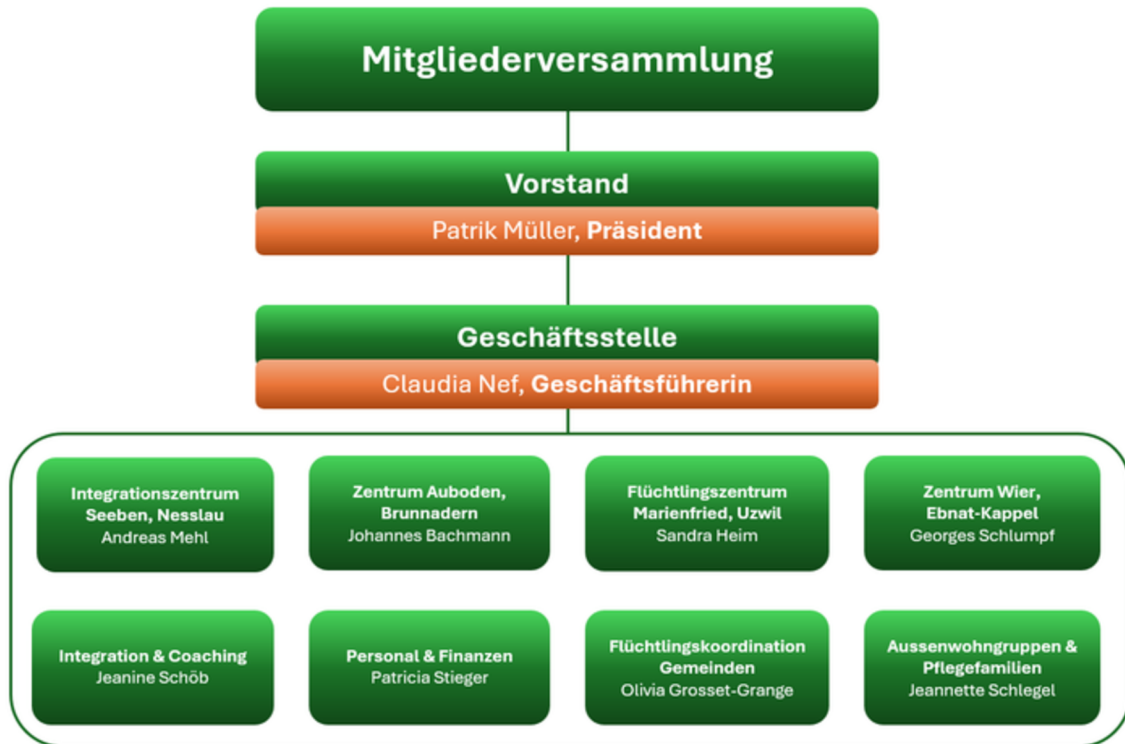 Mitgliederversammlung
Vorstand
Patrik Müller, Präsident
Geschäftsstelle
Claudia Nef, Geschäftsführerin
Integrationszentrum
Seeben, Nesslau
Andreas Mehl
Zentrum Auboden,
Brunnadern
Johannes Bachmann
Flüchtlingszentrum
Marienfried, Uzwil
Sandra Heim
Zentrum Wier,
Ebnat-Kappel
Georges Schlumpf
Integration & Coaching
Jeanine Schöb
Personal & Finanzen
Patricia Stieger
Flüchtlingskoordination
Gemeinden
Olivia Grosset-Grange
Aussenwohngruppen &
Pflegefamilien
Jeannette Schlegel